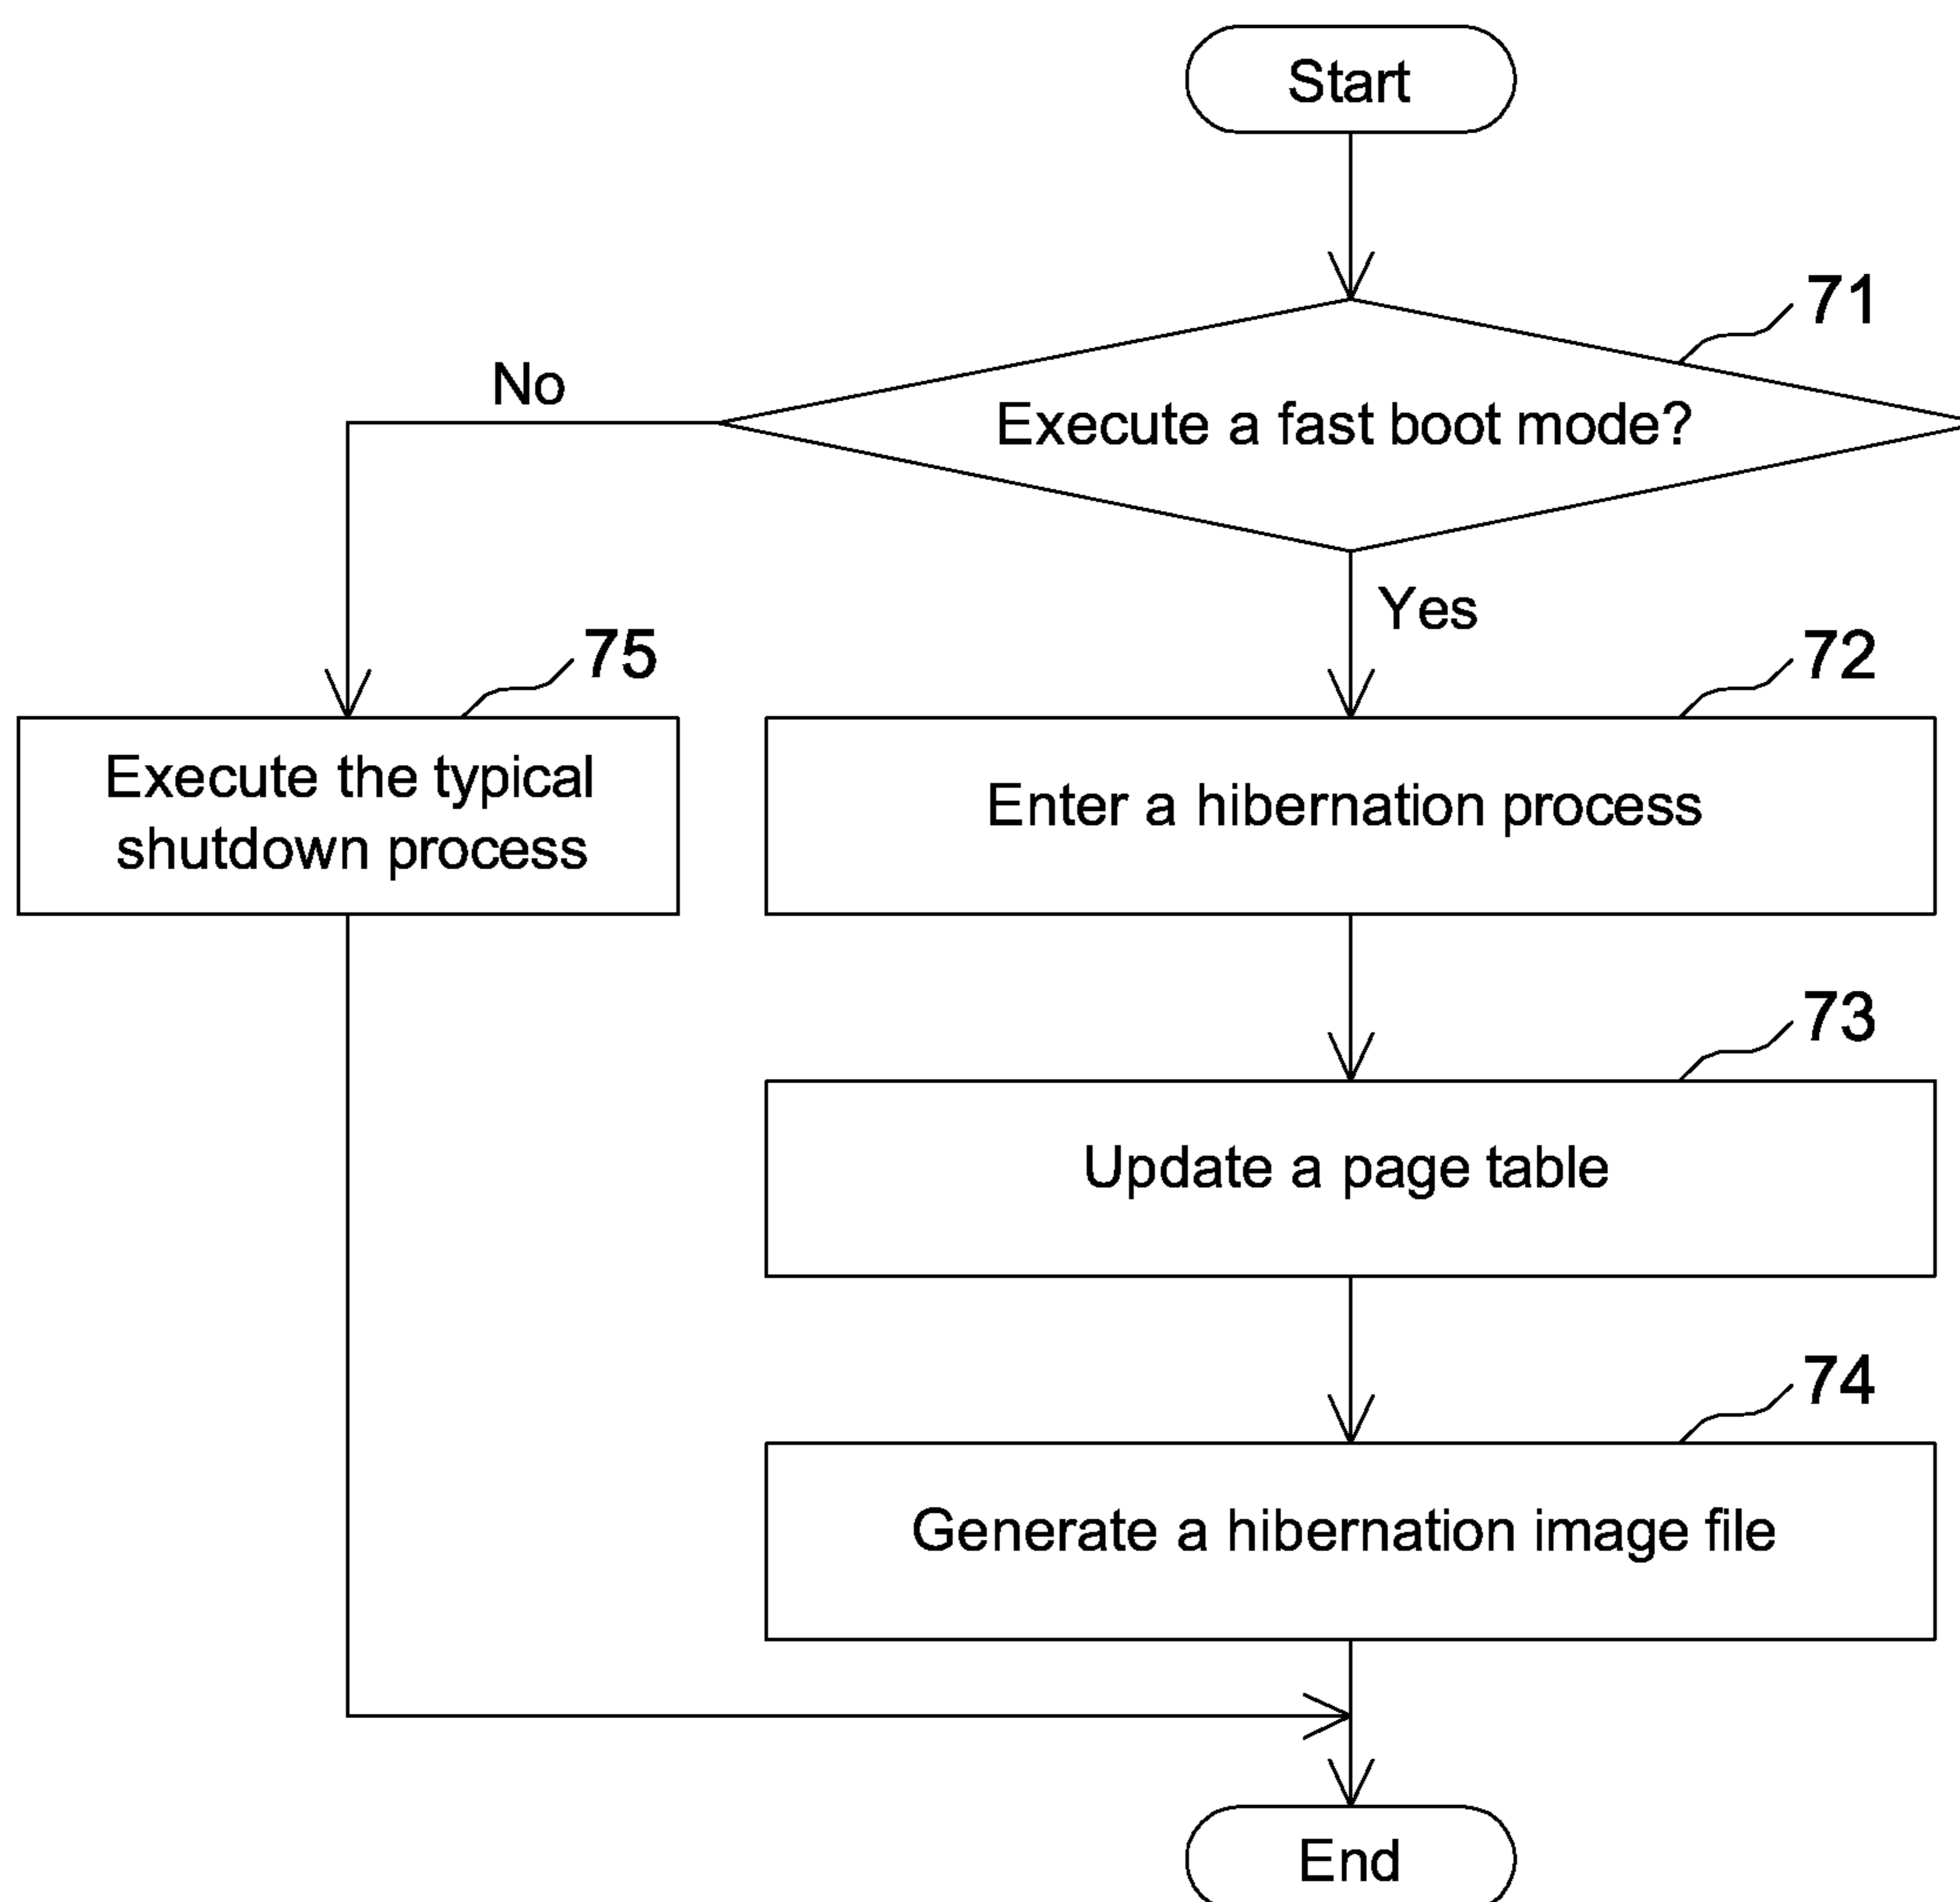 Start
71
No
Execute a fast boot mode?
Yes
75
72
Execute the typical
shutdown process
Enter a hibernation process
73
Update a page table
74
Generate a hibernation image file
End